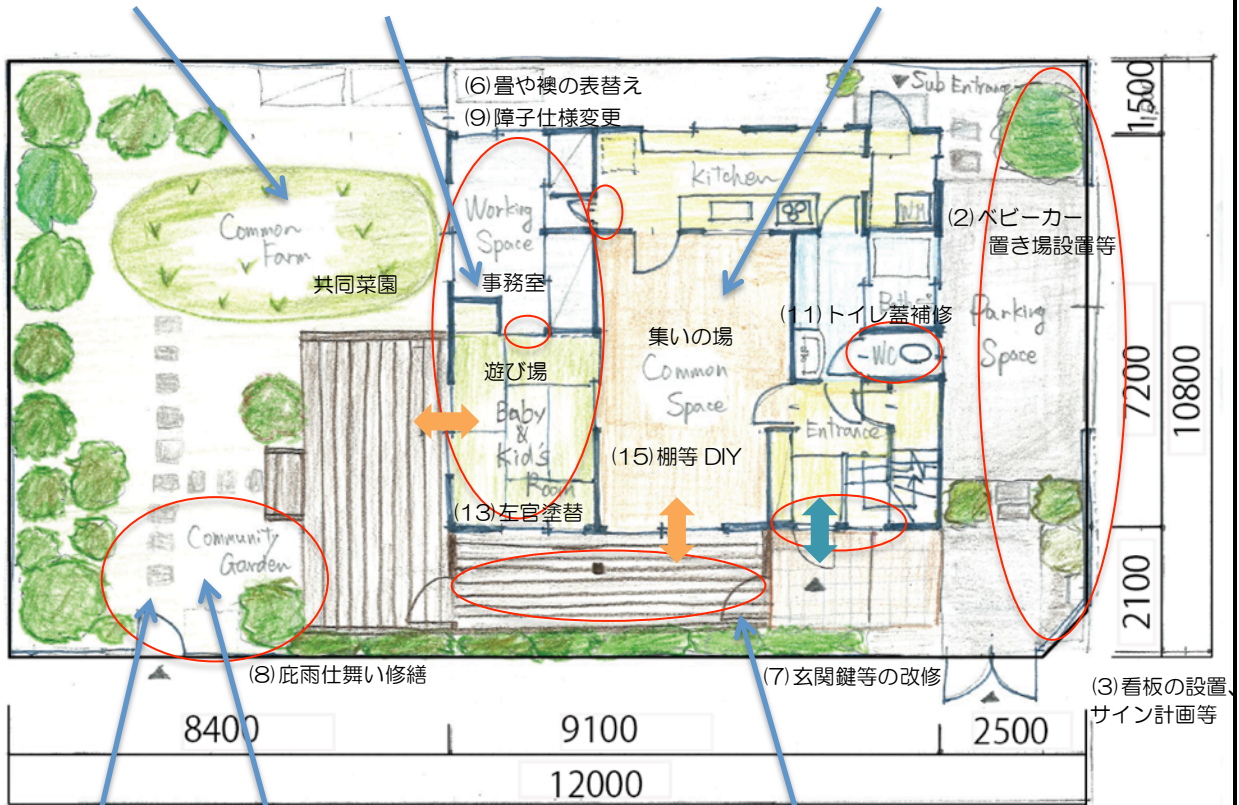 (6)畳や襖の表替え
(9)障子仕様変更
▼Sub Entrance
1500
Kitchen
Working
Space
W.M
(2)ベビーカー
置き場設置等
Common
Farm
共同菜園
事務室
(11)トイレ蓋補修
Parking
Space
集いの場
WC
遊び場
Common
Space
7200
10800
Baby
&
Kid's
Room
Entrance
(15)棚等 DIY
(13)左官塗替
Community
Garden
2100
(8)庇雨仕舞い修繕
(7)玄関鍵等の改修
(3)看板の設置、
サイン計画等
8400
9100
2500
12000